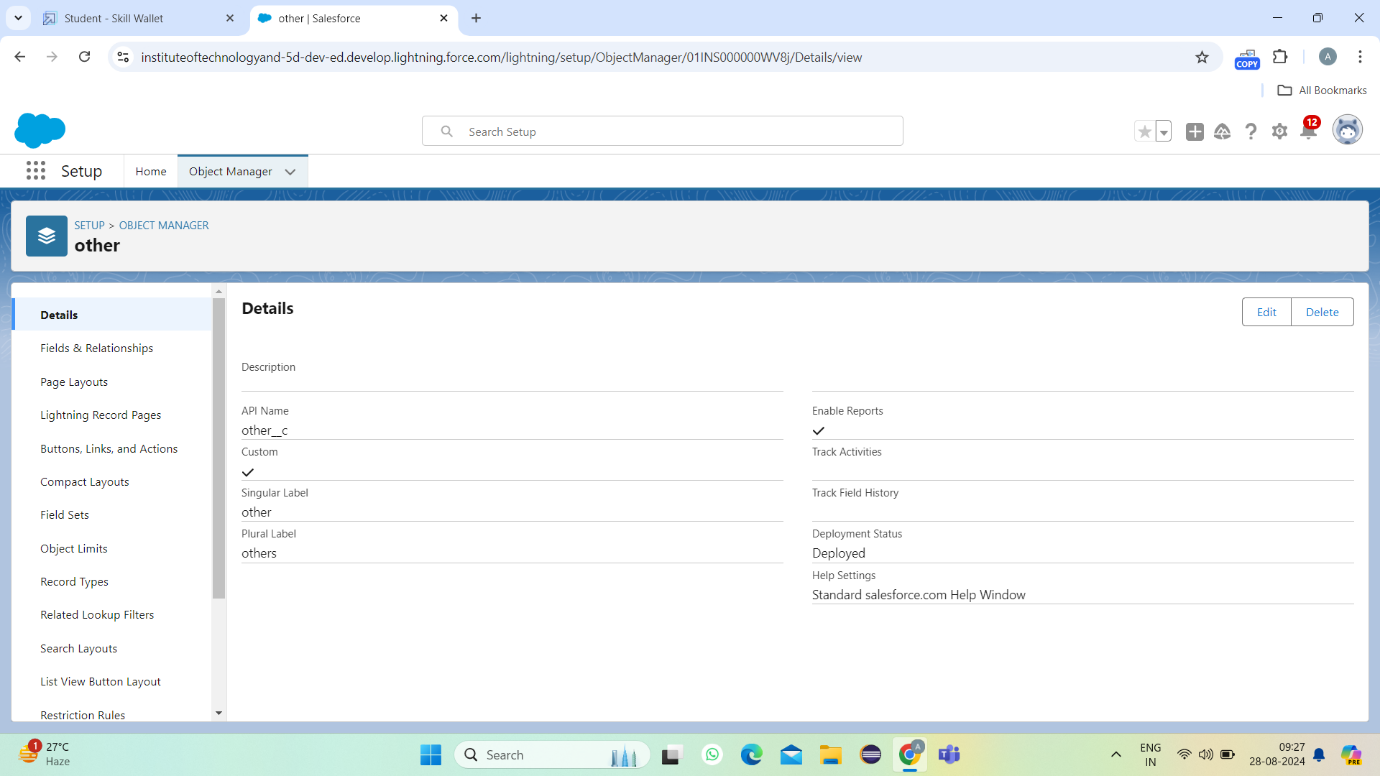 Student - Skill Wallet
other | Salesforce
instituteoftechnologyand-5d-dev-ed.develop.lightning.force.com/lightning/setup/ObjectManager/01INS000000WV8j/Details/view
COPY
A
All Bookmarks
Search Setup
12
Setup
Home
Object Manager
SETUP > OBJECT MANAGER
other
Details
Fields & Relationships
Page Layouts
Lightning Record Pages
Buttons, Links, and Actions
Compact Layouts
Field Sets
Object Limits
Record Types
Related Lookup Filters
Search Layouts
List View Button Layout
Restriction Rules
Details
Edit
Delete
Description
API Name
other__c
Custom
Singular Label
other
Plural Label
others
Enable Reports
Track Activities
Track Field History
Deployment Status
Deployed
Help Settings
Standard salesforce.com Help Window
1
27°C
Haze
Search
A
ENG
IN
09:27
28-08-2024
PRE